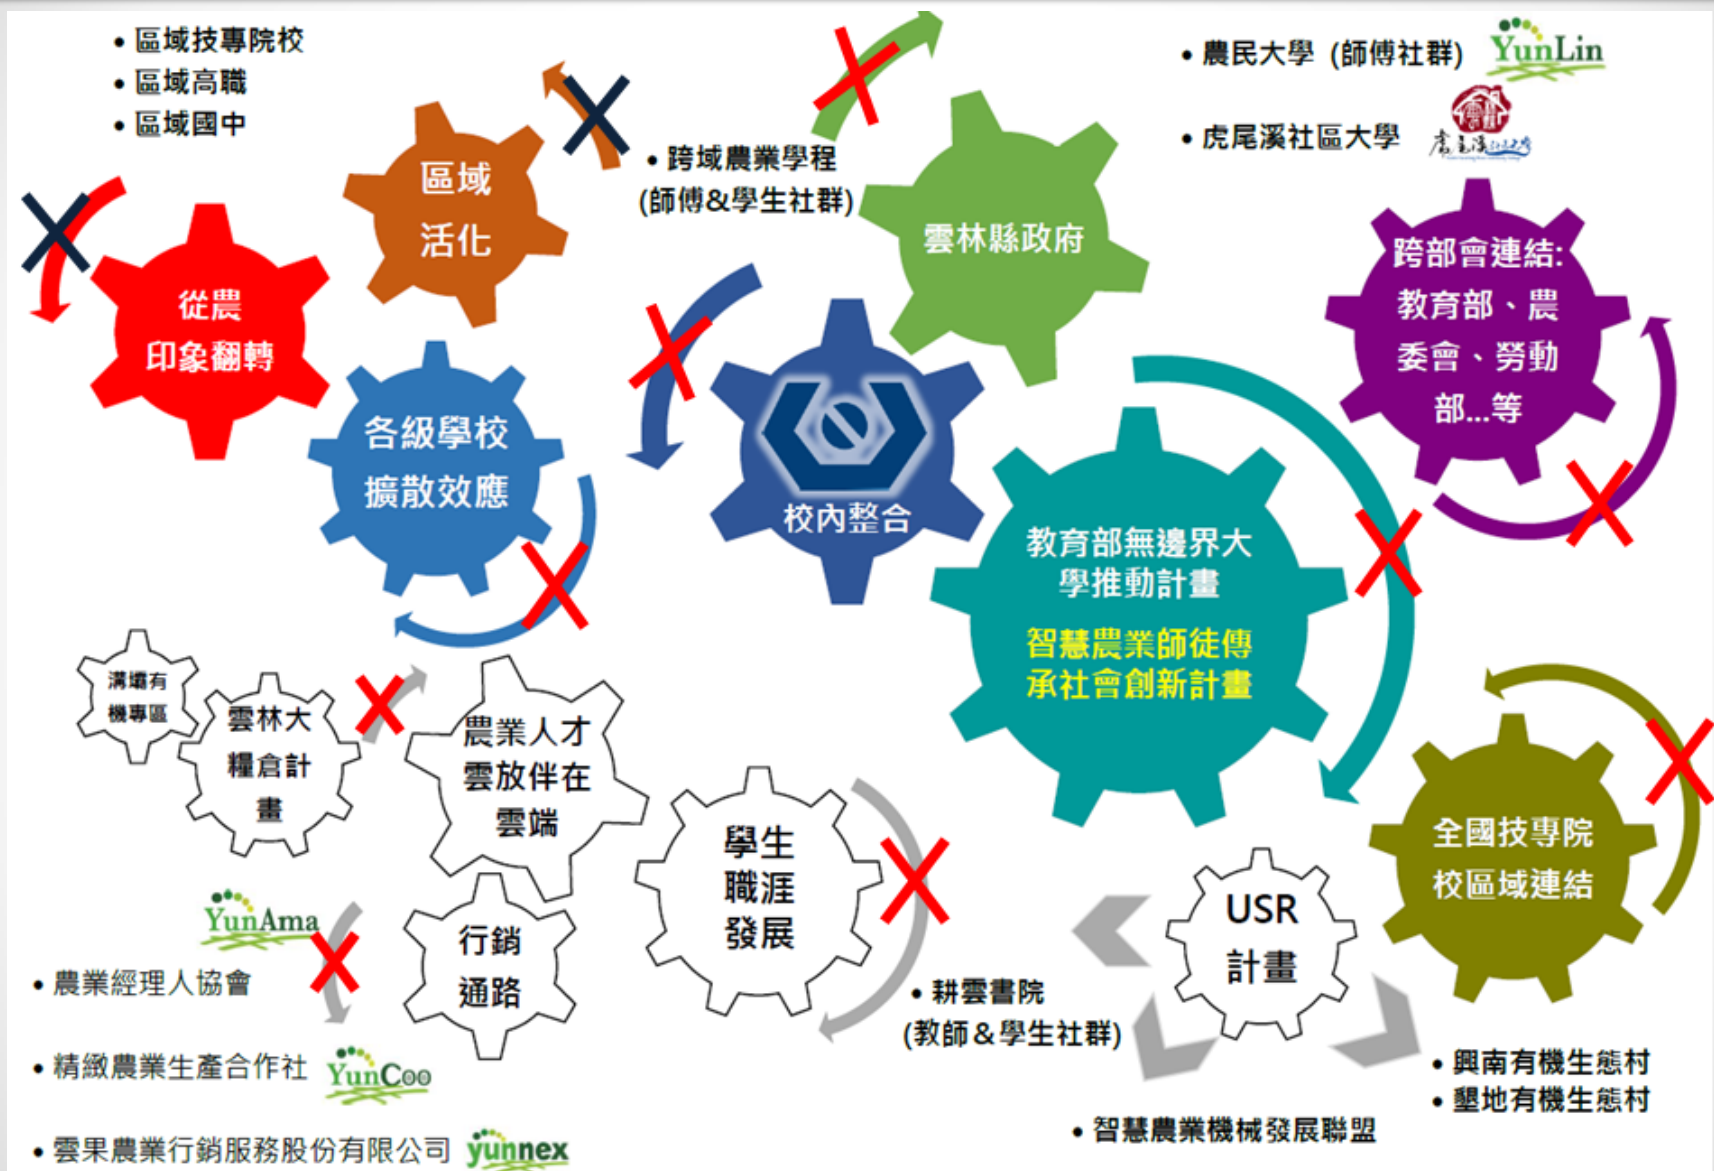 • 區域技專院校
• 區域高職
• 區域國中
• 農民大學 (師傅社群)
YunLin
• 虎尾溪社區大學
• 跨域農業學程
(師傅&學生社群)
區域
活化
雲林縣政府
跨部會連結:
教育部、農
委會、勞動
部...等
從農
印象翻轉
各級學校
擴散效應
校內整合
教育部無邊界大
學推動計畫
智慧農業師徒傳
承社會創新計畫
溝壩有
機專區
雲林大
糧倉計
畫
農業人才
雲放伴在
雲端
學生
職涯
發展
全國技專院
校區域連結
USR
計畫
YunAma
行銷
通路
• 農業經理人協會
• 耕雲書院
(教師&學生社群)
• 精緻農業生產合作社
YunCoo
• 興南有機生態村
• 墾地有機生態村
• 智慧農業機械發展聯盟
• 雲果農業行銷服務股份有限公司
yunnex